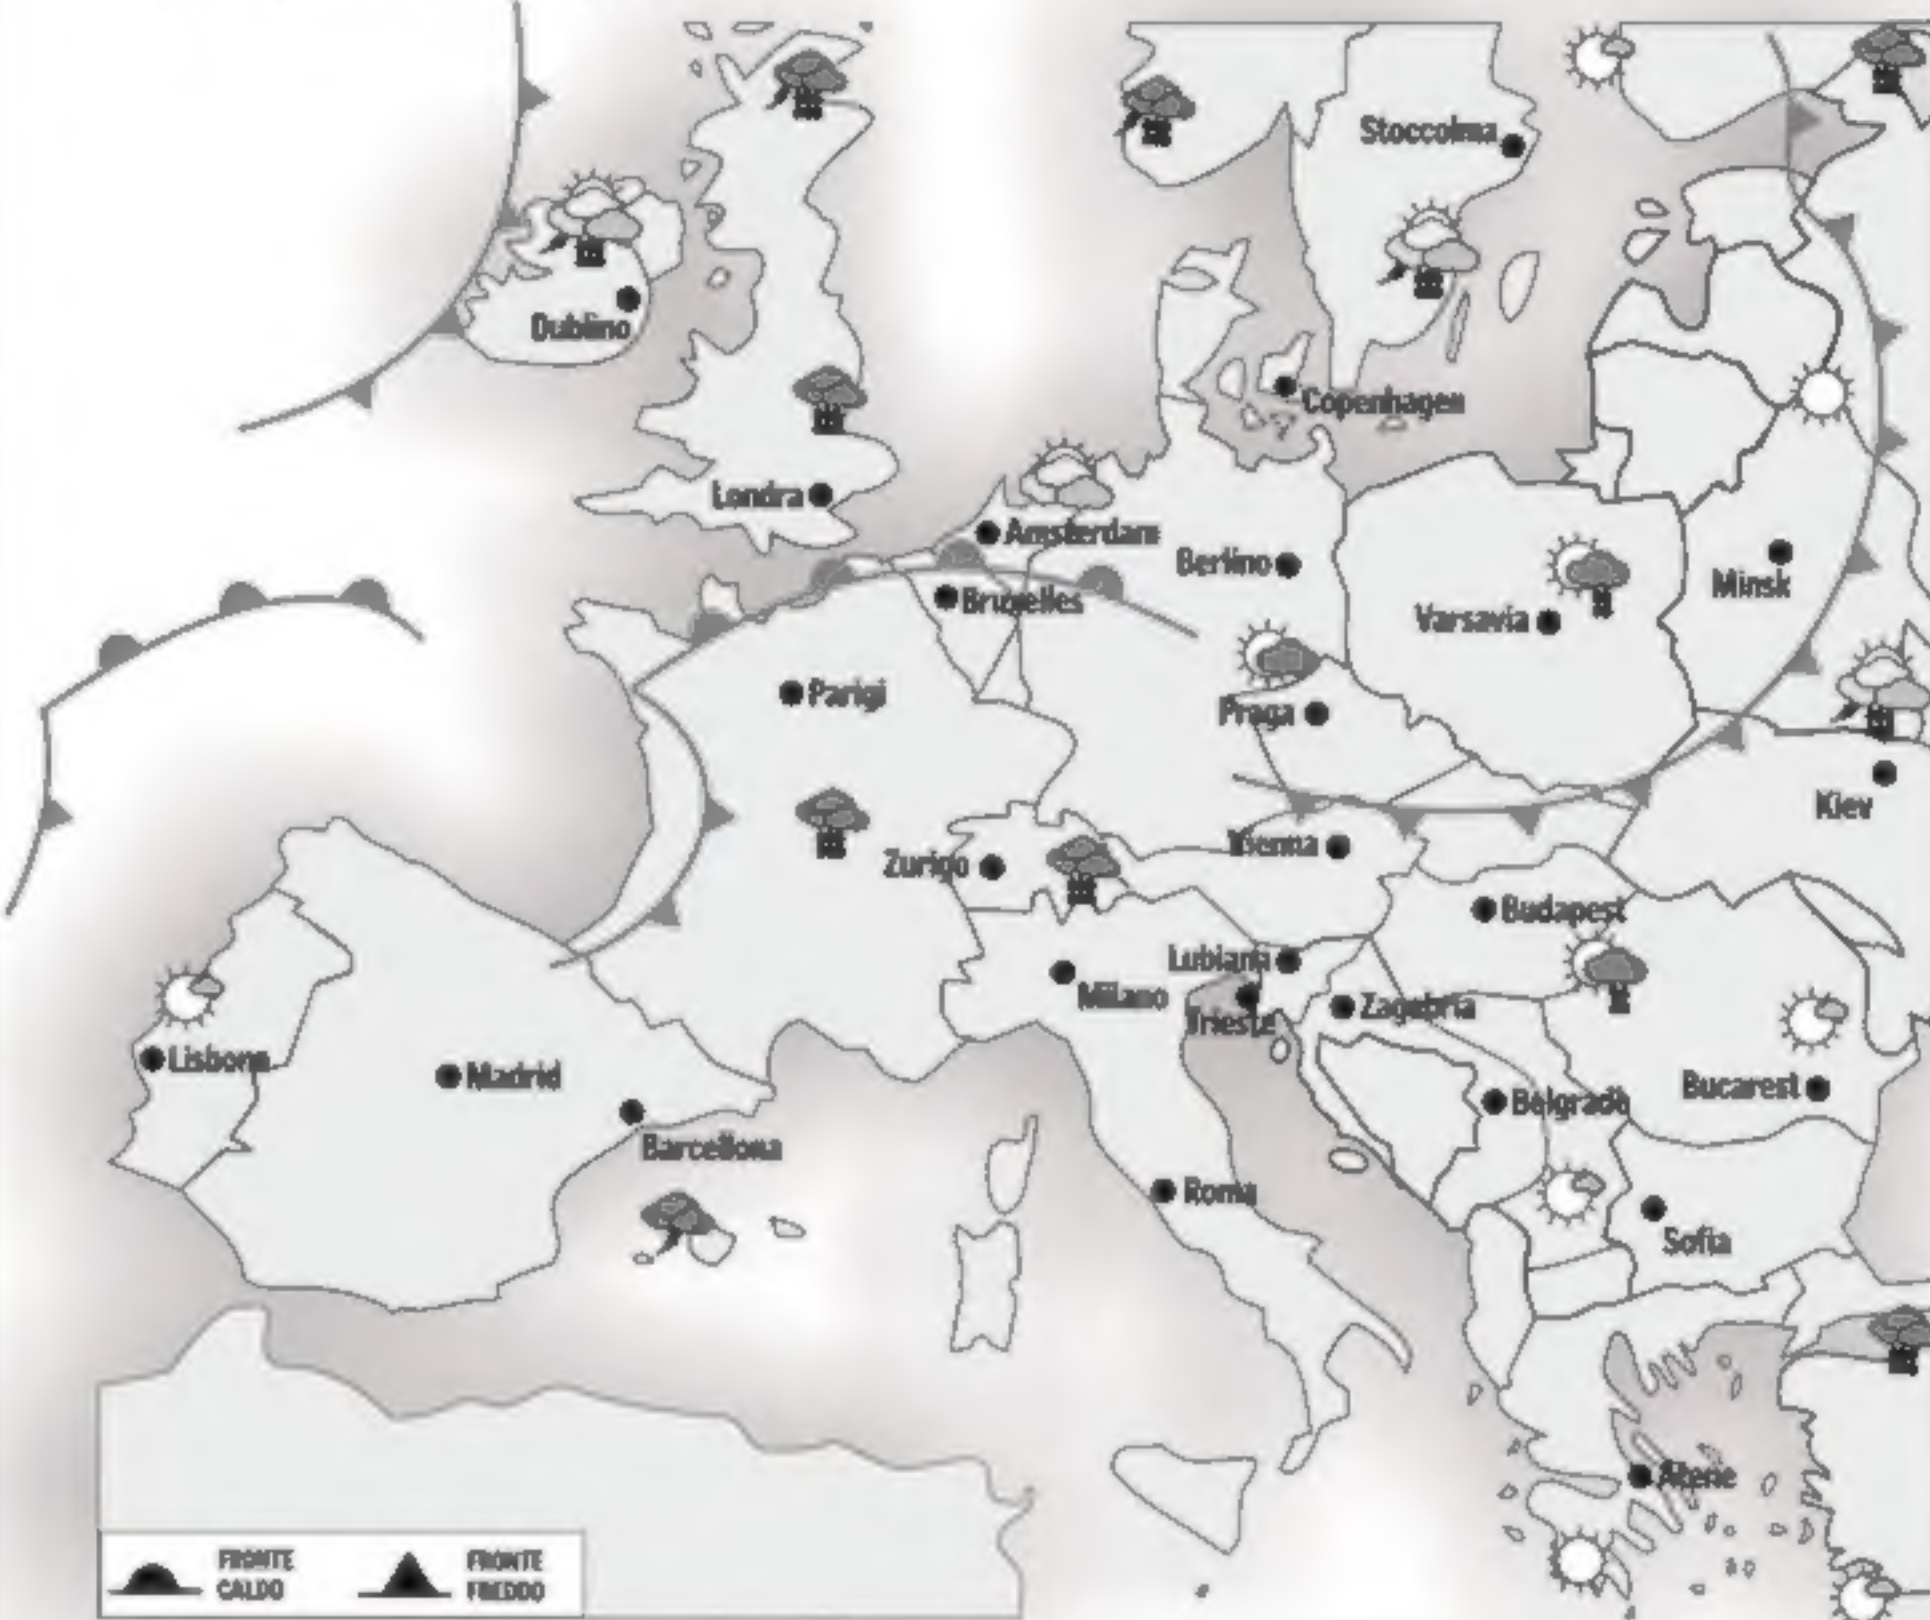 Stoccolma
Dublino
Copenhagen
Londra
Amsterdam
Berlino
Bruxelles
Minsk
Varsavia
Parigi
Praga
Kiev
Vienna
Zurigo
Budapest
Lubiana
Milano
Zagabria
Trieste
Lisbona
Madrid
Bucarest
Belgrado
Barcellona
Roma
Sofia
Atene
FRONTE
CALDO
FRONTE
FREDDO